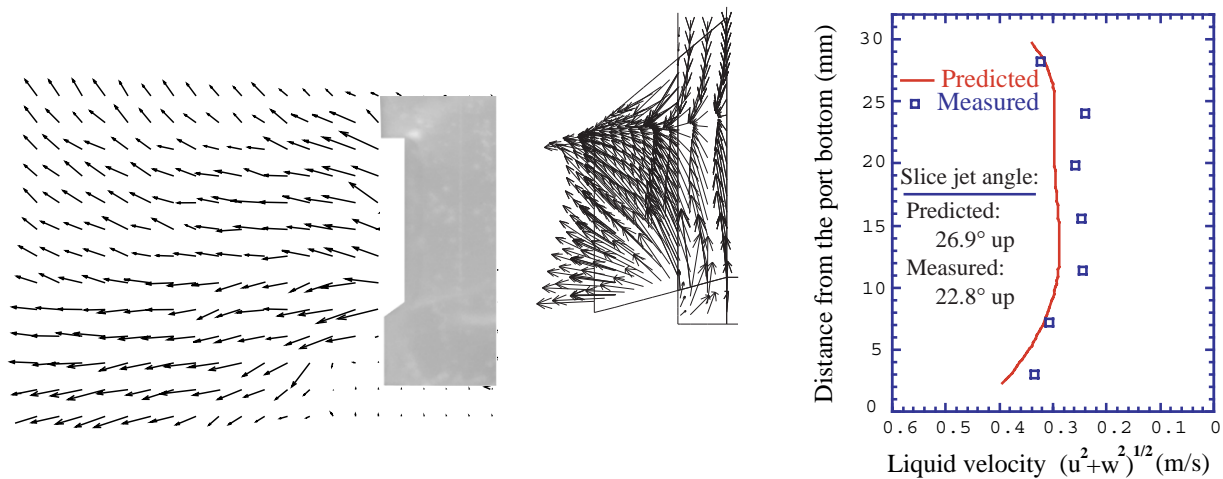 Distance from the port bottom (mm)
30
25
20
15
10
5
0
Predicted
Measured
Slice jet angle:
Predicted:
26.9° up
Measured:
22.8° up
0.6 0.5 0.4 0.3 0.2 0.1 0
Liquid velocity (u²+w²)^1/2 (m/s)